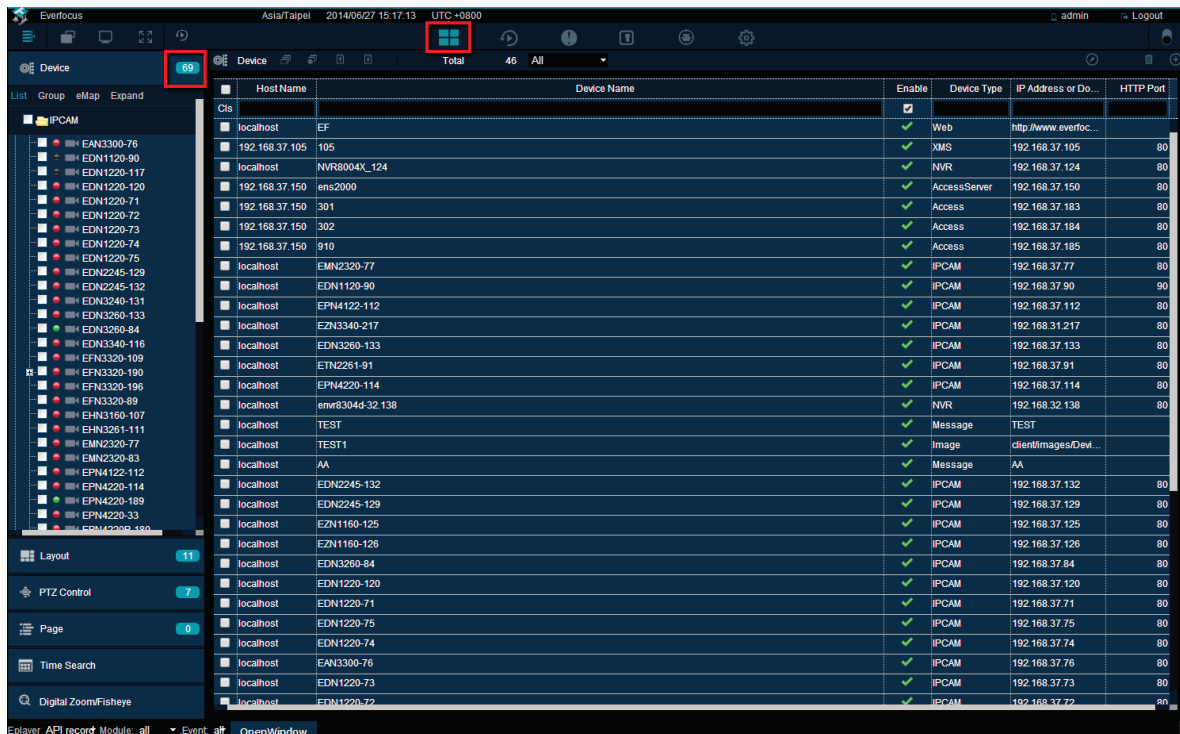 Everfocus Asia/Taipei 2014/06/27 15:17:13 UTC +0800 admin Logout
Device 69
List Group eMap Expand
IPCAM
EAN3300-76
EDN1120-90
EDN1220-117
EDN1220-120
EDN1220-71
EDN1220-72
EDN1220-73
EDN1220-74
EDN1220-75
EDN2245-129
EDN2245-132
EDN3240-131
EDN3260-133
EDN3260-84
EDN3340-116
EFN3320-109
EFN3320-190
EFN3320-196
EFN3320-89
EHN3160-107
EHN3261-111
EMN2320-77
EMN2320-83
EPN4122-112
EPN4220-114
EPN4220-189
EPN4220-33
EPN4220P-180
Layout 11
PTZ Control 7
Page 0
Time Search
Digital Zoom/Fisheye
Device Total 46 All
Host Name Device Name Enable Device Type IP Address or Do... HTTP Port
Cls
localhost EF Web http://www.everfoc...
192.168.37.105 105 XMS 192.168.37.105 80
localhost NVR8004X_124 NVR 192.168.37.124 80
192.168.37.150 ens2000 AccessServer 192.168.37.150 80
192.168.37.150 301 Access 192.168.37.183 80
192.168.37.150 302 Access 192.168.37.184 80
192.168.37.150 910 Access 192.168.37.185 80
localhost EMN2320-77 IPCAM 192.168.37.77 80
localhost EDN1120-90 IPCAM 192.168.37.90 90
localhost EPN4122-112 IPCAM 192.168.37.112 80
localhost EZN3340-217 IPCAM 192.168.31.217 80
localhost EDN3260-133 IPCAM 192.168.37.133 80
localhost ETN2261-91 IPCAM 192.168.37.91 80
localhost EPN4220-114 IPCAM 192.168.37.114 80
localhost envr8304d-32.138 NVR 192.168.32.138 80
localhost TEST Message TEST
localhost TEST1 Image client/images/Devi...
localhost AA Message AA
localhost EDN2245-132 IPCAM 192.168.37.132 80
localhost EDN2245-129 IPCAM 192.168.37.129 80
localhost EZN1160-125 IPCAM 192.168.37.125 80
localhost EZN1160-126 IPCAM 192.168.37.126 80
localhost EDN3260-84 IPCAM 192.168.37.84 80
localhost EDN1220-120 IPCAM 192.168.37.120 80
localhost EDN1220-71 IPCAM 192.168.37.71 80
localhost EDN1220-75 IPCAM 192.168.37.75 80
localhost EDN1220-74 IPCAM 192.168.37.74 80
localhost EAN3300-76 IPCAM 192.168.37.76 80
localhost EDN1220-73 IPCAM 192.168.37.73 80
localhost EDN1220-72 IPCAM 192.168.37.72 80
Eplayer API record Module: all Event: all OpenWindow